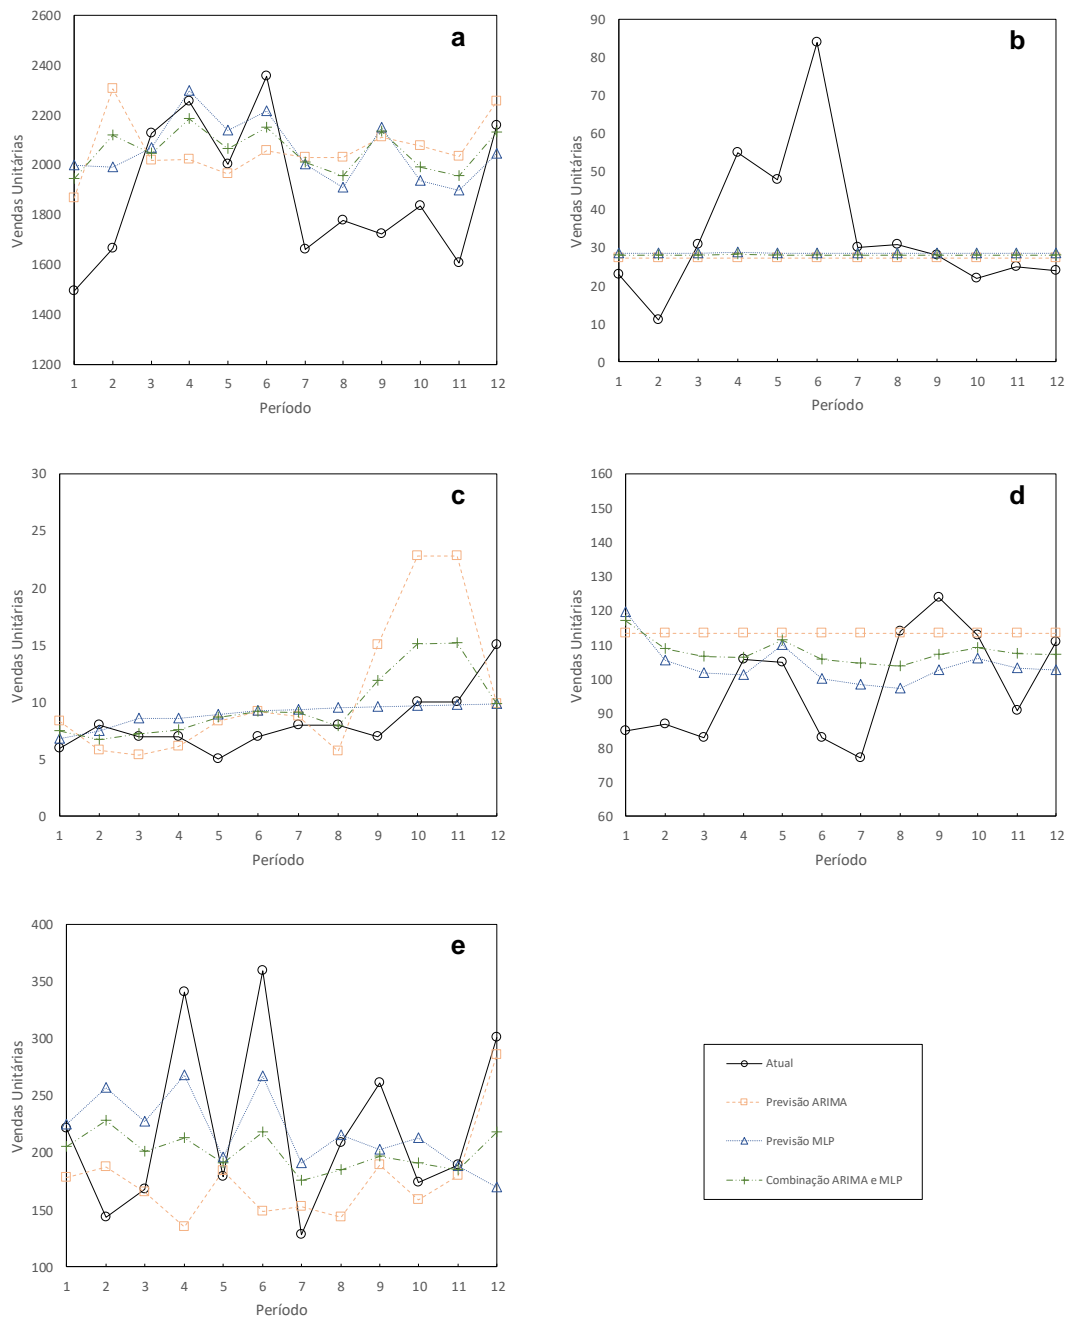 a
2600
2400
2200
2000
1800
1600
1400
1200
Vendas Unitárias
1 2 3 4 5 6 7 8 9 10 11 12
Período
b
90
80
70
60
50
40
30
20
10
0
Vendas Unitárias
1 2 3 4 5 6 7 8 9 10 11 12
Período
c
30
25
20
15
10
5
0
Vendas Unitárias
1 2 3 4 5 6 7 8 9 10 11 12
Período
d
160
150
140
130
120
110
100
90
80
70
60
Vendas Unitárias
1 2 3 4 5 6 7 8 9 10 11 12
Período
e
400
350
300
250
200
150
100
Vendas Unitárias
1 2 3 4 5 6 7 8 9 10 11 12
Período
Atual
Previsão ARIMA
Previsão MLP
Combinação ARIMA e MLP